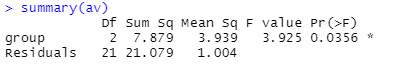 > summary(av)
            Df Sum Sq Mean Sq F value Pr(>F)
group        2  7.879   3.939   3.925 0.0356 *
Residuals   21 21.079   1.004